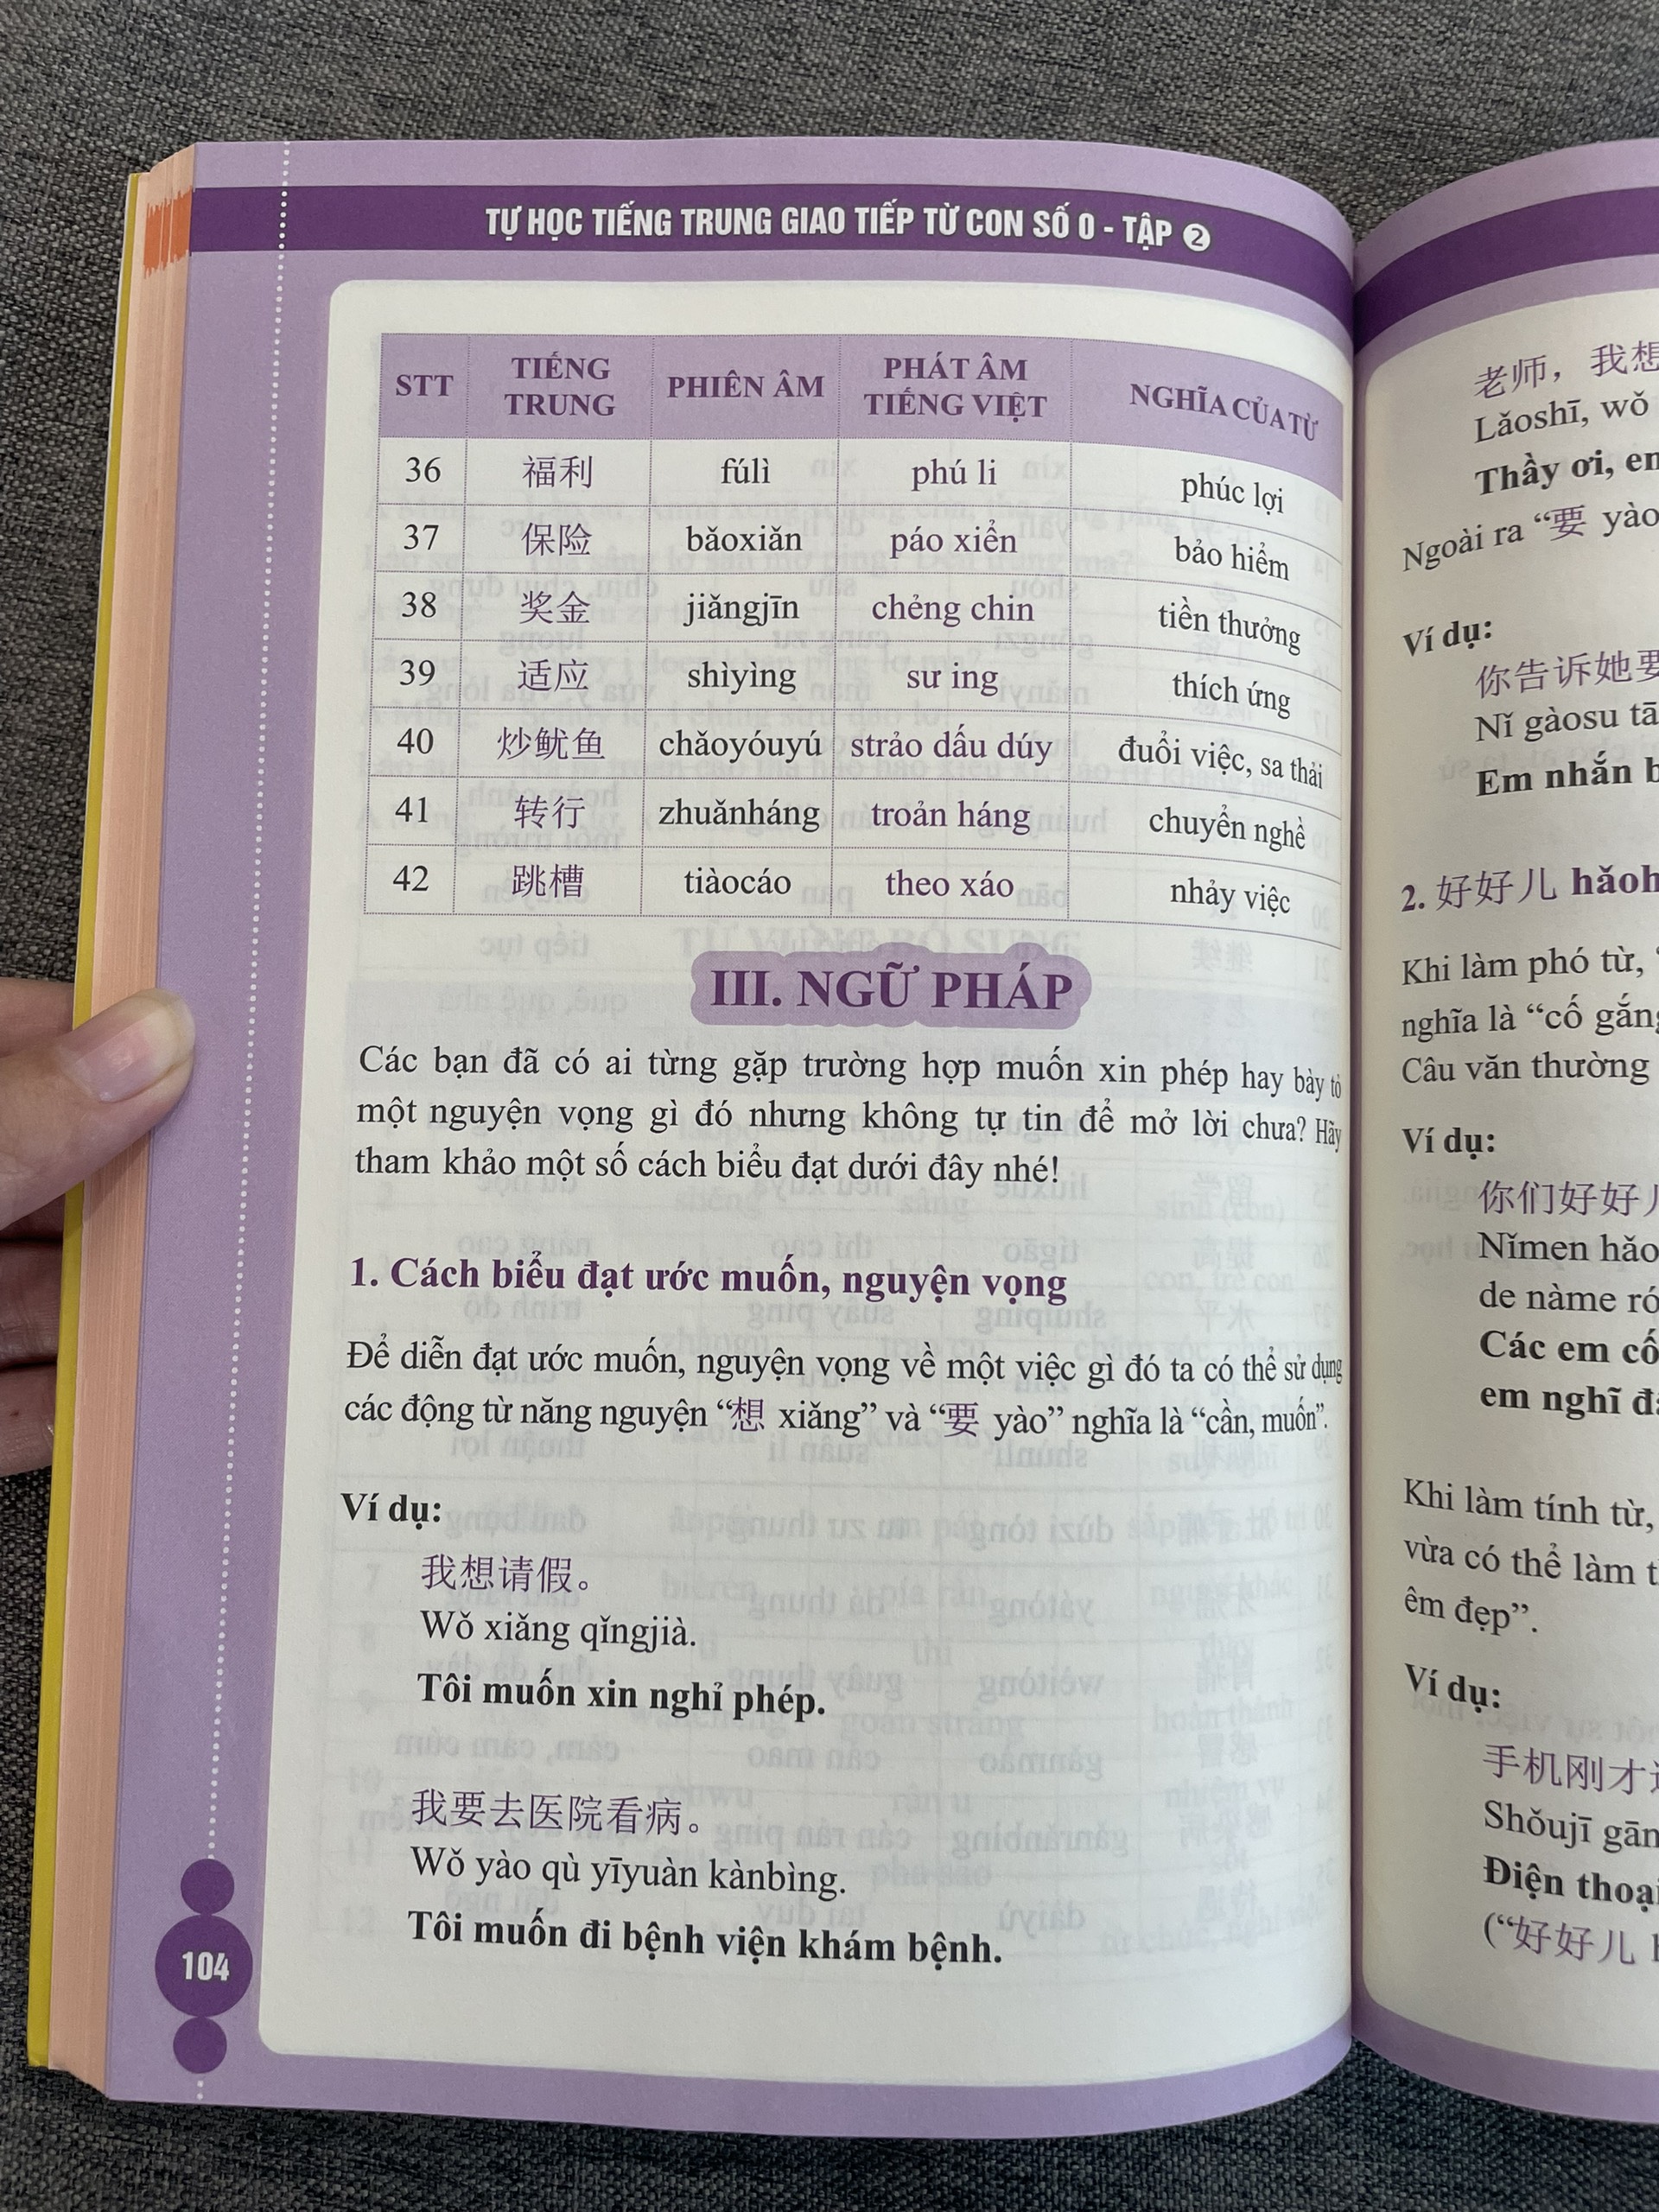 TỰ HỌC TIẾNG TRUNG GIAO TIẾP TỪ CON SỐ 0 - TẬP 2
STT TIẾNG TRUNG PHIÊN ÂM PHÁT ÂM TIẾNG VIỆT NGHĨA CỦA TỪ
36 福利 fúlì phú li phúc lợi
37 保险 bǎoxiǎn páo xiển bảo hiểm
38 奖金 jiǎngjīn chẻng chin tiền thưởng
39 适应 shìyìng sư ing thích ứng
40 炒鱿鱼 chǎoyóuyú strảo dấu dúy đuổi việc, sa thải
41 转行 zhuǎnháng troản háng chuyển nghề
42 跳槽 tiàocáo theo xáo nhảy việc
III. NGỮ PHÁP
Các bạn đã có ai từng gặp trường hợp muốn xin phép hay bày tỏ
một nguyện vọng gì đó nhưng không tự tin để mở lời chưa? Hãy
tham khảo một số cách biểu đạt dưới đây nhé!
1. Cách biểu đạt ước muốn, nguyện vọng
Để diễn đạt ước muốn, nguyện vọng về một việc gì đó ta có thể sử dụng
các động từ năng nguyện “想 xiǎng” và “要 yào” nghĩa là “cần, muốn”.
Ví dụ:
我想请假。
Wǒ xiǎng qǐngjià.
Tôi muốn xin nghỉ phép.
我要去医院看病。
Wǒ yào qù yīyuàn kànbìng.
Tôi muốn đi bệnh viện khám bệnh.
104
老师，我想
Lǎoshī, wǒ
Thầy ơi,
Ngoài ra “要 yào
Ví dụ:
你告诉她要
Nǐ gàosu tā
Em nhắn
2. 好好儿
Khi làm phó từ,
nghĩa là “cố gắng
Câu văn thường
Ví dụ:
你们好好儿
Nǐmen hǎo
de nàme
Các em cố
em nghĩ
Khi làm tính từ,
vừa có thể làm
êm đẹp”.
Ví dụ:
手机刚才
Shǒujī
Điện thoại
(“好好儿